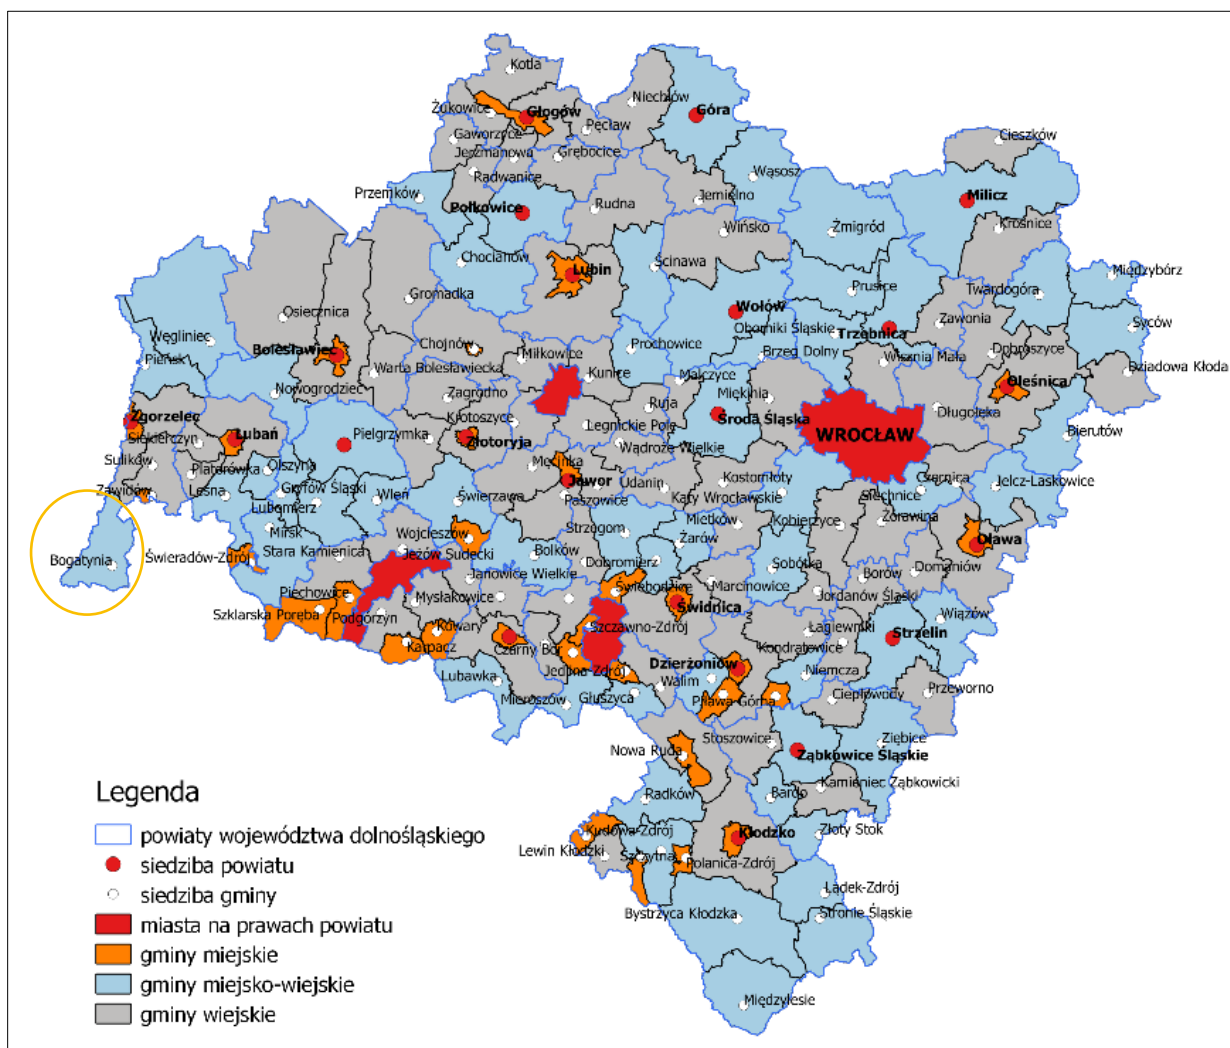 Kotla
Niechlów
Żukowice
Głogów
Góra
Pęcław
Gaworzyce
Cieszków
Jerzmanowa
Grębocice
Radwanice
Wąsosz
Przemków
Jemielno
Milicz
Polkowice
Rudna
Wińsko
Żmigród
Krośnice
Chocianów
Lubin
Ścinawa
Międzybórz
Gromadka
Prusice
Twardogóra
Osiecznica
Wołów
Oborniki Śląskie
Trzebnica
Zawonia
Syców
Węgliniec
Chojnów
Bolesławiec
Miłkowice
Prochowice
Brzeg Dolny
Wisznia Mała
Dobroszyce
Pieńsk
Warta Bolesławiecka
Kunice
Malczyce
Dziadowa Kłoda
Nowogrodziec
Zagrodno
Miękinia
Oleśnica
Ruja
Zgorzelec
Krotoszyce
Środa Śląska
Długołęka
Siekierczyn
Lubań
Pielgrzymka
Złotoryja
Legnickie Pole
WROCŁAW
Bierutów
Sulików
Platerówka
Olszyna
Męcinka
Wądroże Wielkie
Zawidów
Leśna
Gryfów Śląski
Wleń
Świerzawa
Jawor
Udanin
Kostomłoty
Czernica
Jelcz-Laskowice
Lubomierz
Paszowice
Kąty Wrocławskie
Siechnice
Mirsk
Wojcieszów
Strzegom
Mietków
Kobierzyce
Żórawina
Bogatynia
Świeradów-Zdrój
Stara Kamienica
Jeżów Sudecki
Bolków
Żarów
Oława
Dobromierz
Sobótka
Domaniów
Janowice Wielkie
Marcinowice
Borów
Piechowice
Mysłakowice
Świebodzice
Jordanów Śląski
Szklarska Poręba
Podgórzyn
Świdnica
Wiązów
Kowary
Szczawno-Zdrój
Łagiewniki
Karpacz
Czarny Bór
Kondratowice
Strzelin
Lubawka
Jedlina Zdrój
Dzierżoniów
Niemcza
Mieroszów
Głuszyca
Walim
Piława Górna
Ciepłowody
Przeworno
Nowa Ruda
Stoszowice
Ząbkowice Śląskie
Ziębice
Radków
Bardo
Kamieniec Ząbkowicki
Kudowa-Zdrój
Kłodzko
Złoty Stok
Lewin Kłodzki
Szczytna
Polanica-Zdrój
Lądek-Zdrój
Bystrzyca Kłodzka
Stronie Śląskie
Międzylesie
Legenda
powiaty województwa dolnośląskiego
siedziba powiatu
siedziba gminy
miasta na prawach powiatu
gminy miejskie
gminy miejsko-wiejskie
gminy wiejskie